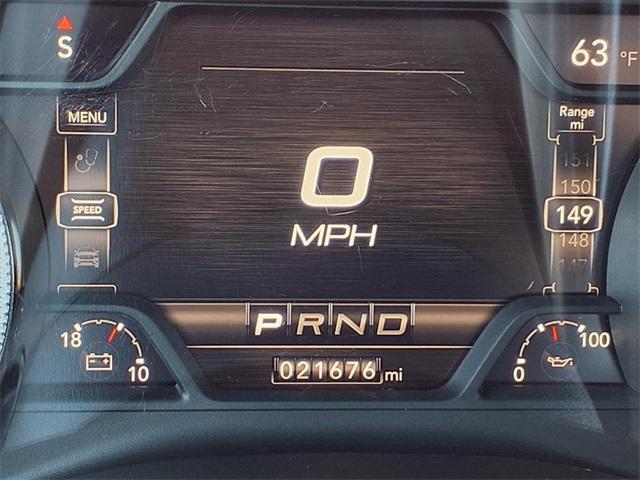 S
63 °F
MENU
Range
mi
151
150
SPEED
149
148
147
0
MPH
PRND
18
10
021676 mi
100
0